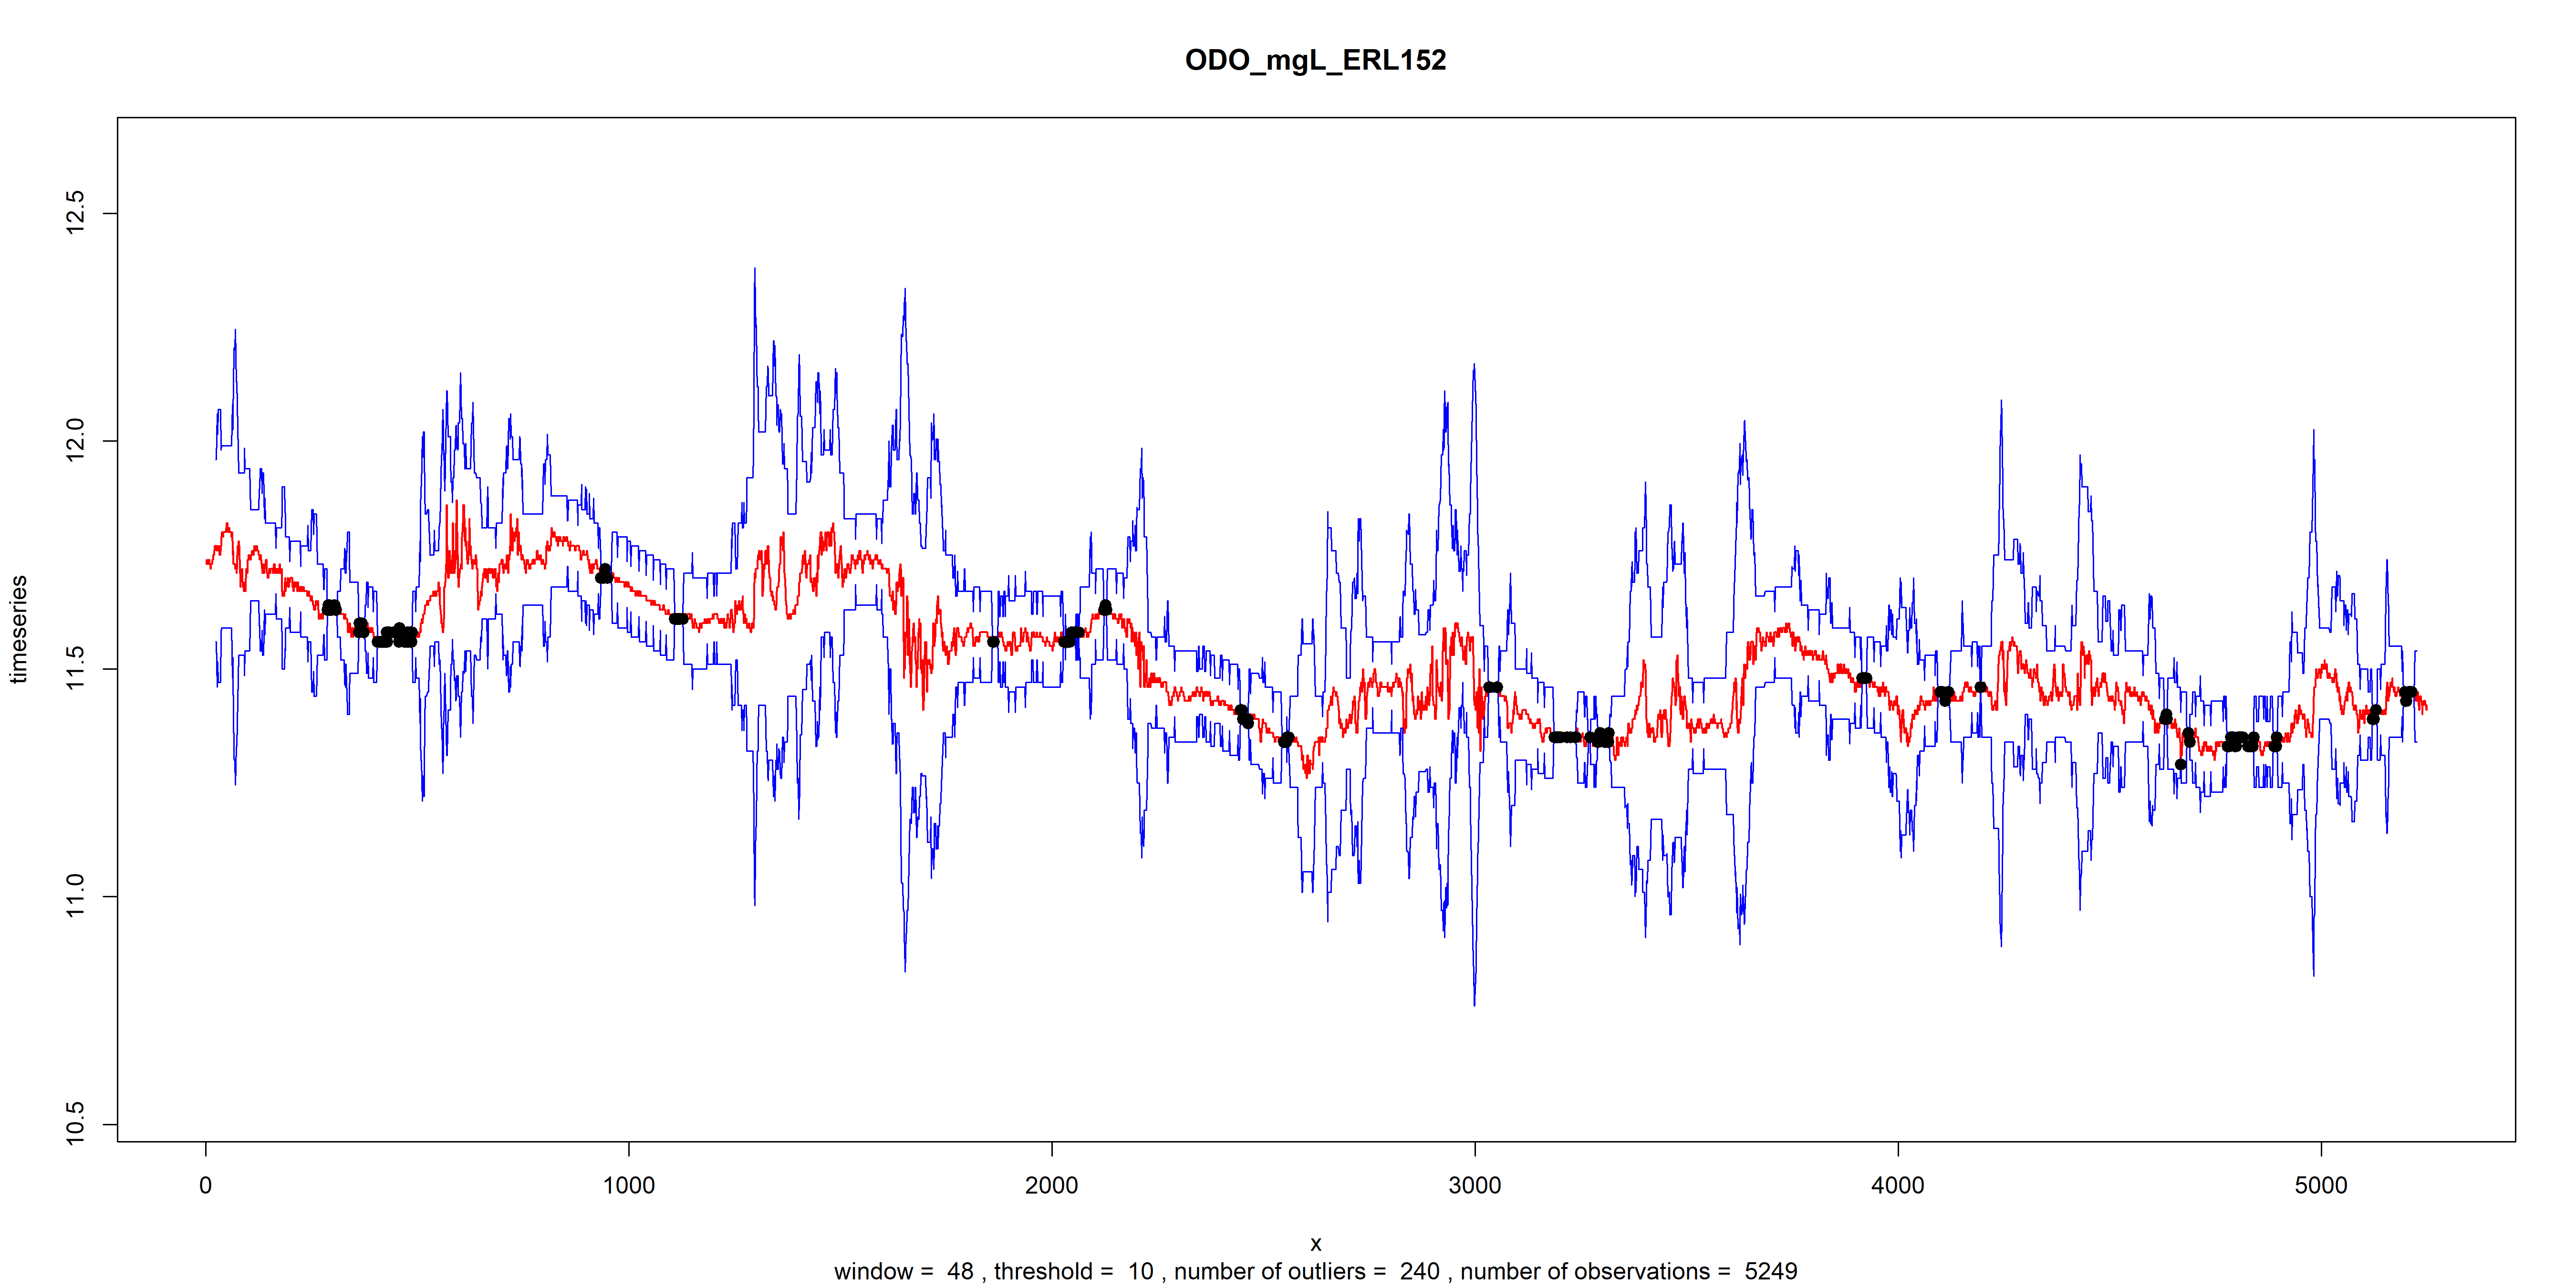 ODO_mgL_ERL152
timeseries
12.5
12.0
11.5
11.0
10.5
0 1000 2000 3000 4000 5000
x
window = 48 , threshold = 10 , number of outliers = 240 , number of observations = 5249